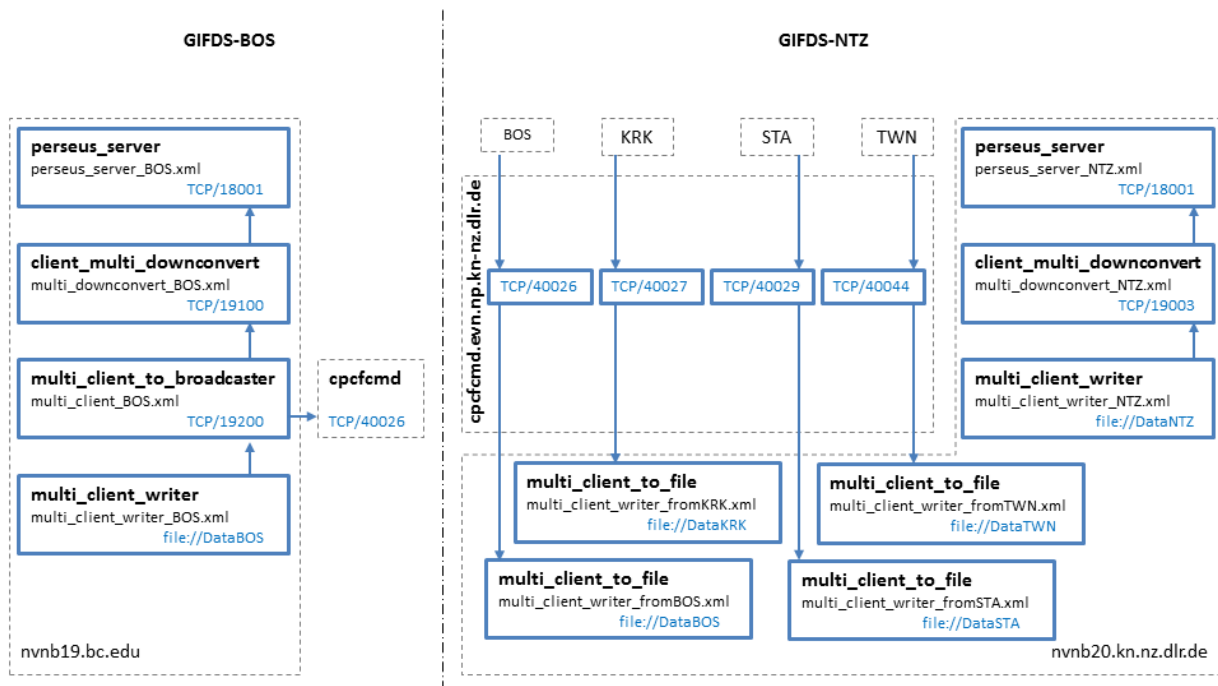 GIFDS-BOS
perseus_server
perseus_server_BOS.xml
TCP/18001
client_multi_downconvert
multi_downconvert_BOS.xml
TCP/19100
multi_client_to_broadcaster
multi_client_BOS.xml
TCP/19200
cpcfcmd
TCP/40026
multi_client_writer
multi_client_writer_BOS.xml
file://DataBOS
nvnb19.bc.edu
GIFDS-NTZ
BOS
KRK
STA
TWN
cpcfcmd.evn.np.kn-nz.dlr.de
TCP/40026
TCP/40027
TCP/40029
TCP/40044
perseus_server
perseus_server_NTZ.xml
TCP/18001
client_multi_downconvert
multi_downconvert_NTZ.xml
TCP/19003
multi_client_writer
multi_client_writer_NTZ.xml
file://DataNTZ
multi_client_to_file
multi_client_writer_fromKRK.xml
file://DataKRK
multi_client_to_file
multi_client_writer_fromTWN.xml
file://DataTWN
multi_client_to_file
multi_client_writer_fromBOS.xml
file://DataBOS
multi_client_to_file
multi_client_writer_fromSTA.xml
file://DataSTA
nvnb20.kn.nz.dlr.de